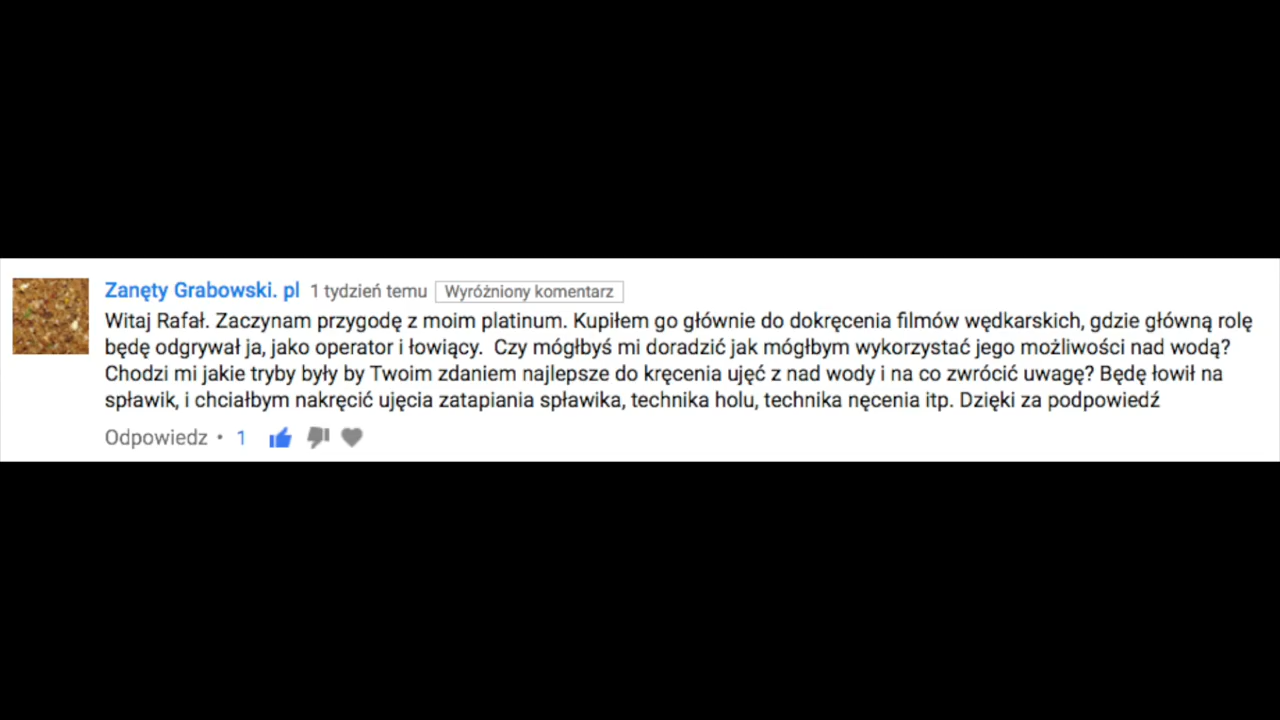 Zanęty Grabowski. pl 1 tydzień temu Wyróżniony komentarz
Witaj Rafał. Zaczynam przygodę z moim platinum. Kupiłem go głównie do dokręcenia filmów wędkarskich, gdzie główną rolę
będę odgrywał ja, jako operator i łowiący. Czy mógłbyś mi doradzić jak mógłbym wykorzystać jego możliwości nad wodą?
Chodzi mi jakie tryby były by Twoim zdaniem najlepsze do kręcenia ujęć z nad wody i na co zwrócić uwagę? Będę łowił na
spławik, i chciałbym nakręcić ujęcia zatapiania spławika, technika holu, technika nęcenia itp. Dzięki za podpowiedź
Odpowiedz • 1